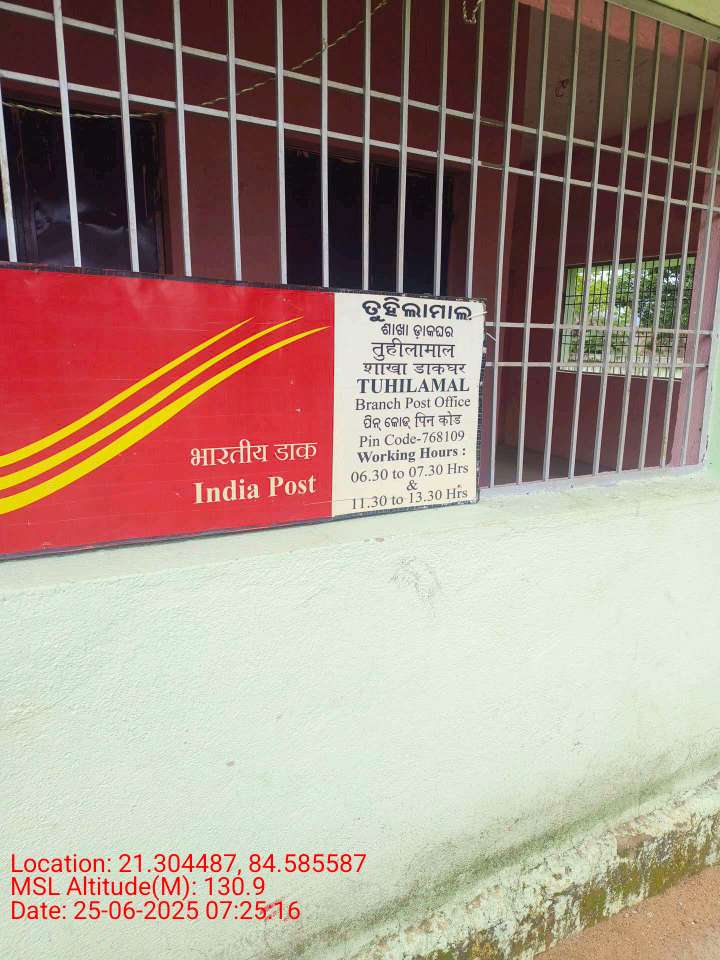 भारतीय डाक
India Post
ତୁହିଲାମାଲ
ଶାଖା ଡ଼ାକଘର
तुहीलामाल
शाखा डाकघर
TUHILAMAL
Branch Post Office
ପିନ୍ କୋଡ୍ पिन कोड
Pin Code-768109
Working Hours :
06.30 to 07.30 Hrs
&
11.30 to 13.30 Hrs
Location: 21.304487, 84.585587
MSL Altitude(M): 130.9
Date: 25-06-2025 07:25:16